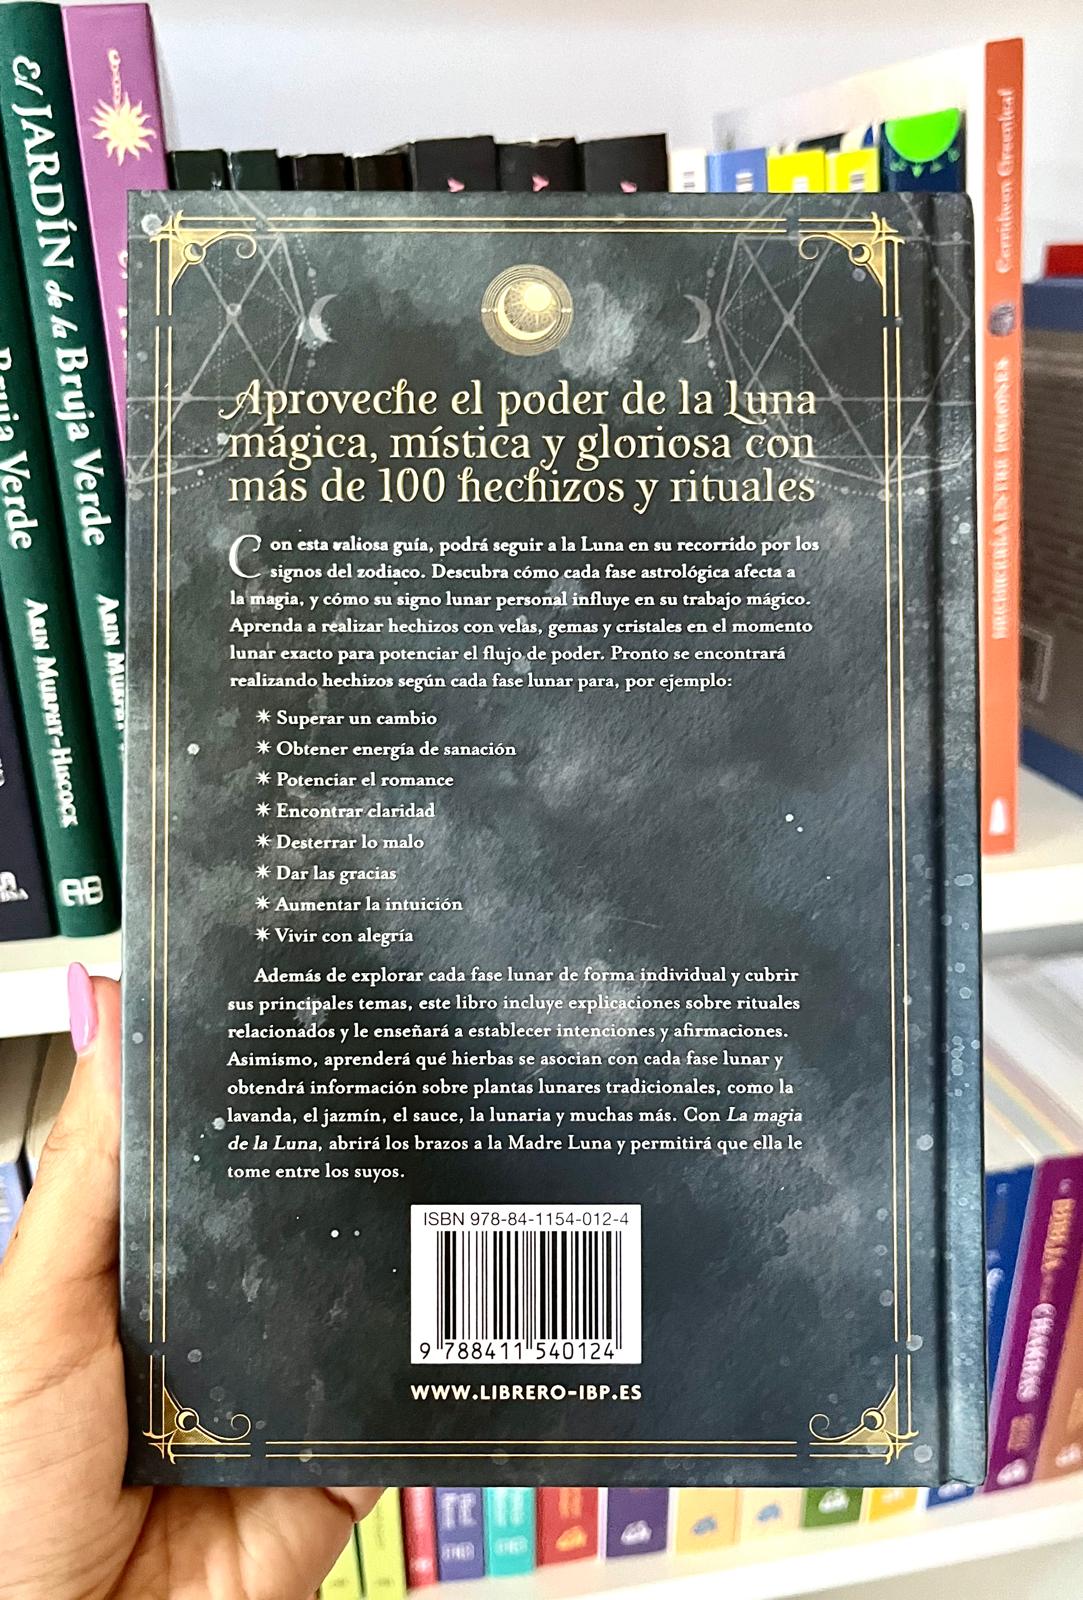 El JARDÍN de la Bruja Verde
ARIN MURPHY-HISCOCK
AB
Bruja Verde
ARIN
Cerridwen Greenleaf
HECHICERÍA ENTRE FOGONES
Aproveche el poder de la Luna
mágica, mística y gloriosa con
más de 100 hechizos y rituales
Con esta valiosa guía, podrá seguir a la Luna en su recorrido por los
signos del zodiaco. Descubra cómo cada fase astrológica afecta a
la magia, y cómo su signo lunar personal influye en su trabajo mágico.
Aprenda a realizar hechizos con velas, gemas y cristales en el momento
lunar exacto para potenciar el flujo de poder. Pronto se encontrará
realizando hechizos según cada fase lunar para, por ejemplo:
✷ Superar un cambio
✷ Obtener energía de sanación
✷ Potenciar el romance
✷ Encontrar claridad
✷ Desterrar lo malo
✷ Dar las gracias
✷ Aumentar la intuición
✷ Vivir con alegría
Además de explorar cada fase lunar de forma individual y cubrir
sus principales temas, este libro incluye explicaciones sobre rituales
relacionados y le enseñará a establecer intenciones y afirmaciones.
Asimismo, aprenderá qué hierbas se asocian con cada fase lunar y
obtendrá información sobre plantas lunares tradicionales, como la
lavanda, el jazmín, el sauce, la lunaria y muchas más. Con La magia
de la Luna, abrirá los brazos a la Madre Luna y permitirá que ella le
tome entre los suyos.
ISBN 978-84-1154-012-4
9 788411 540124
WWW.LIBRERO-IBP.ES
CHAKRAS